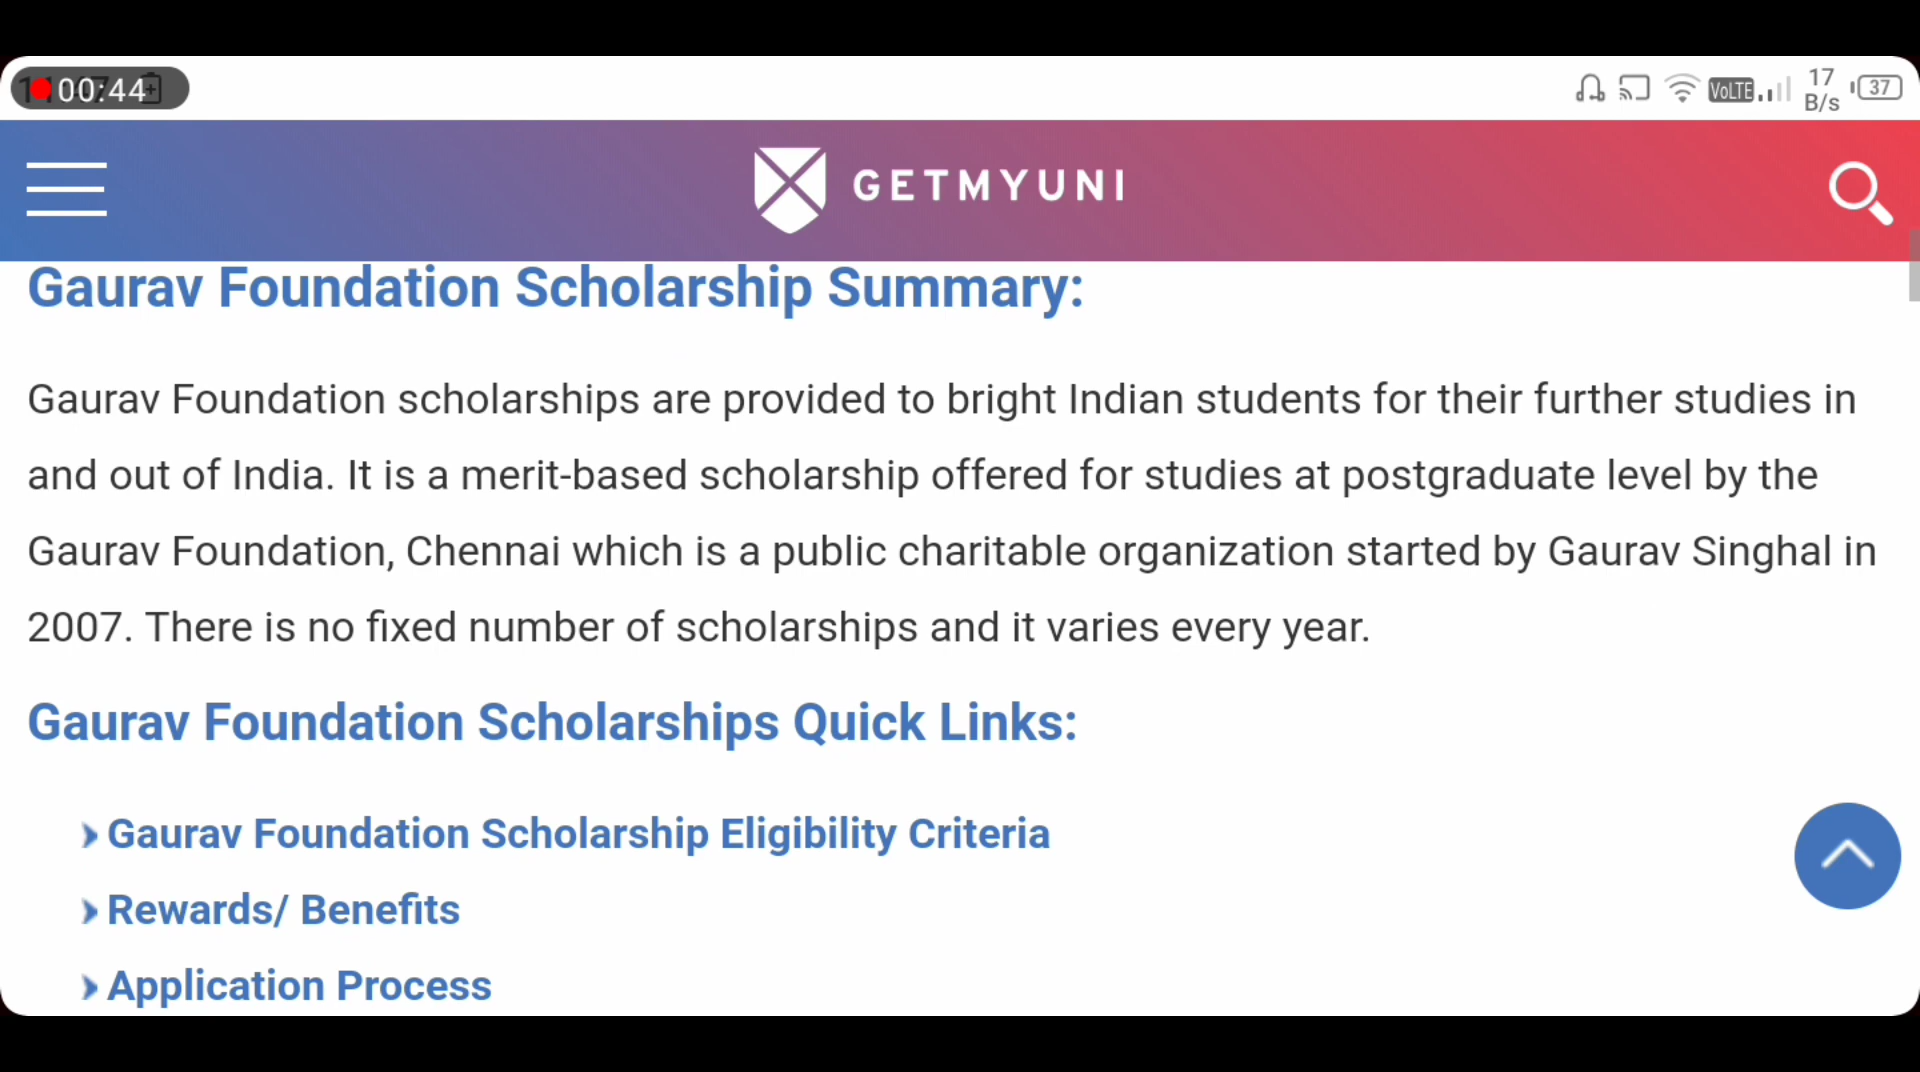 00:44
VoLTE
17
B/s
37
GETMYUNI
Gaurav Foundation Scholarship Summary:
Gaurav Foundation scholarships are provided to bright Indian students for their further studies in
and out of India. It is a merit-based scholarship offered for studies at postgraduate level by the
Gaurav Foundation, Chennai which is a public charitable organization started by Gaurav Singhal in
2007. There is no fixed number of scholarships and it varies every year.
Gaurav Foundation Scholarships Quick Links:
Gaurav Foundation Scholarship Eligibility Criteria
Rewards/ Benefits
Application Process